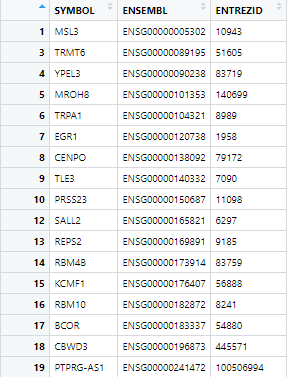 SYMBOL ENSEMBL ENTREZID
1 MSL3 ENSG00000005302 10943
3 TRMT6 ENSG00000089195 51605
4 YPEL3 ENSG00000090238 83719
5 MROH8 ENSG00000101353 140699
6 TRPA1 ENSG00000104321 8989
7 EGR1 ENSG00000120738 1958
8 CENPO ENSG00000138092 79172
9 TLE3 ENSG00000140332 7090
10 PRSS23 ENSG00000150687 11098
12 SALL2 ENSG00000165821 6297
13 REPS2 ENSG00000169891 9185
14 RBM4B ENSG00000173914 83759
15 KCMF1 ENSG00000176407 56888
16 RBM10 ENSG00000182872 8241
17 BCOR ENSG00000183337 54880
18 CBWD3 ENSG00000196873 445571
19 PTPRG-AS1 ENSG00000241472 100506994